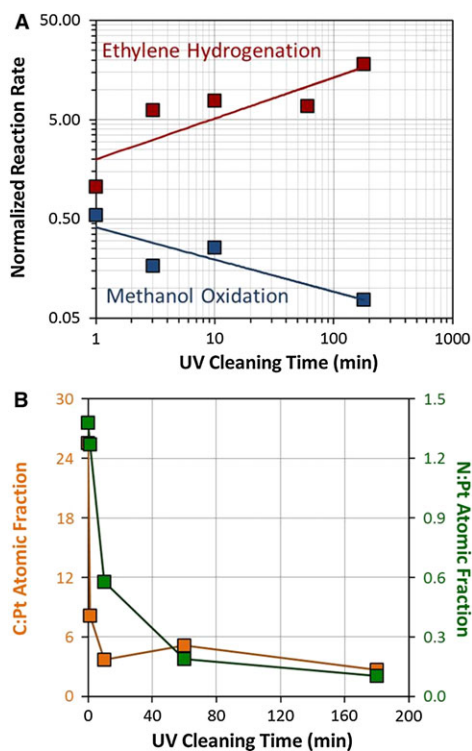 A
50.00
Ethylene Hydrogenation
5.00
Normalized Reaction Rate
0.50
Methanol Oxidation
0.05
1 10 100 1000
UV Cleaning Time (min)
B
30 1.5
24 1.2
18 0.9
C:Pt Atomic Fraction
N:Pt Atomic Fraction
12 0.6
6 0.3
0 0.0
0 40 80 120 160 200
UV Cleaning Time (min)